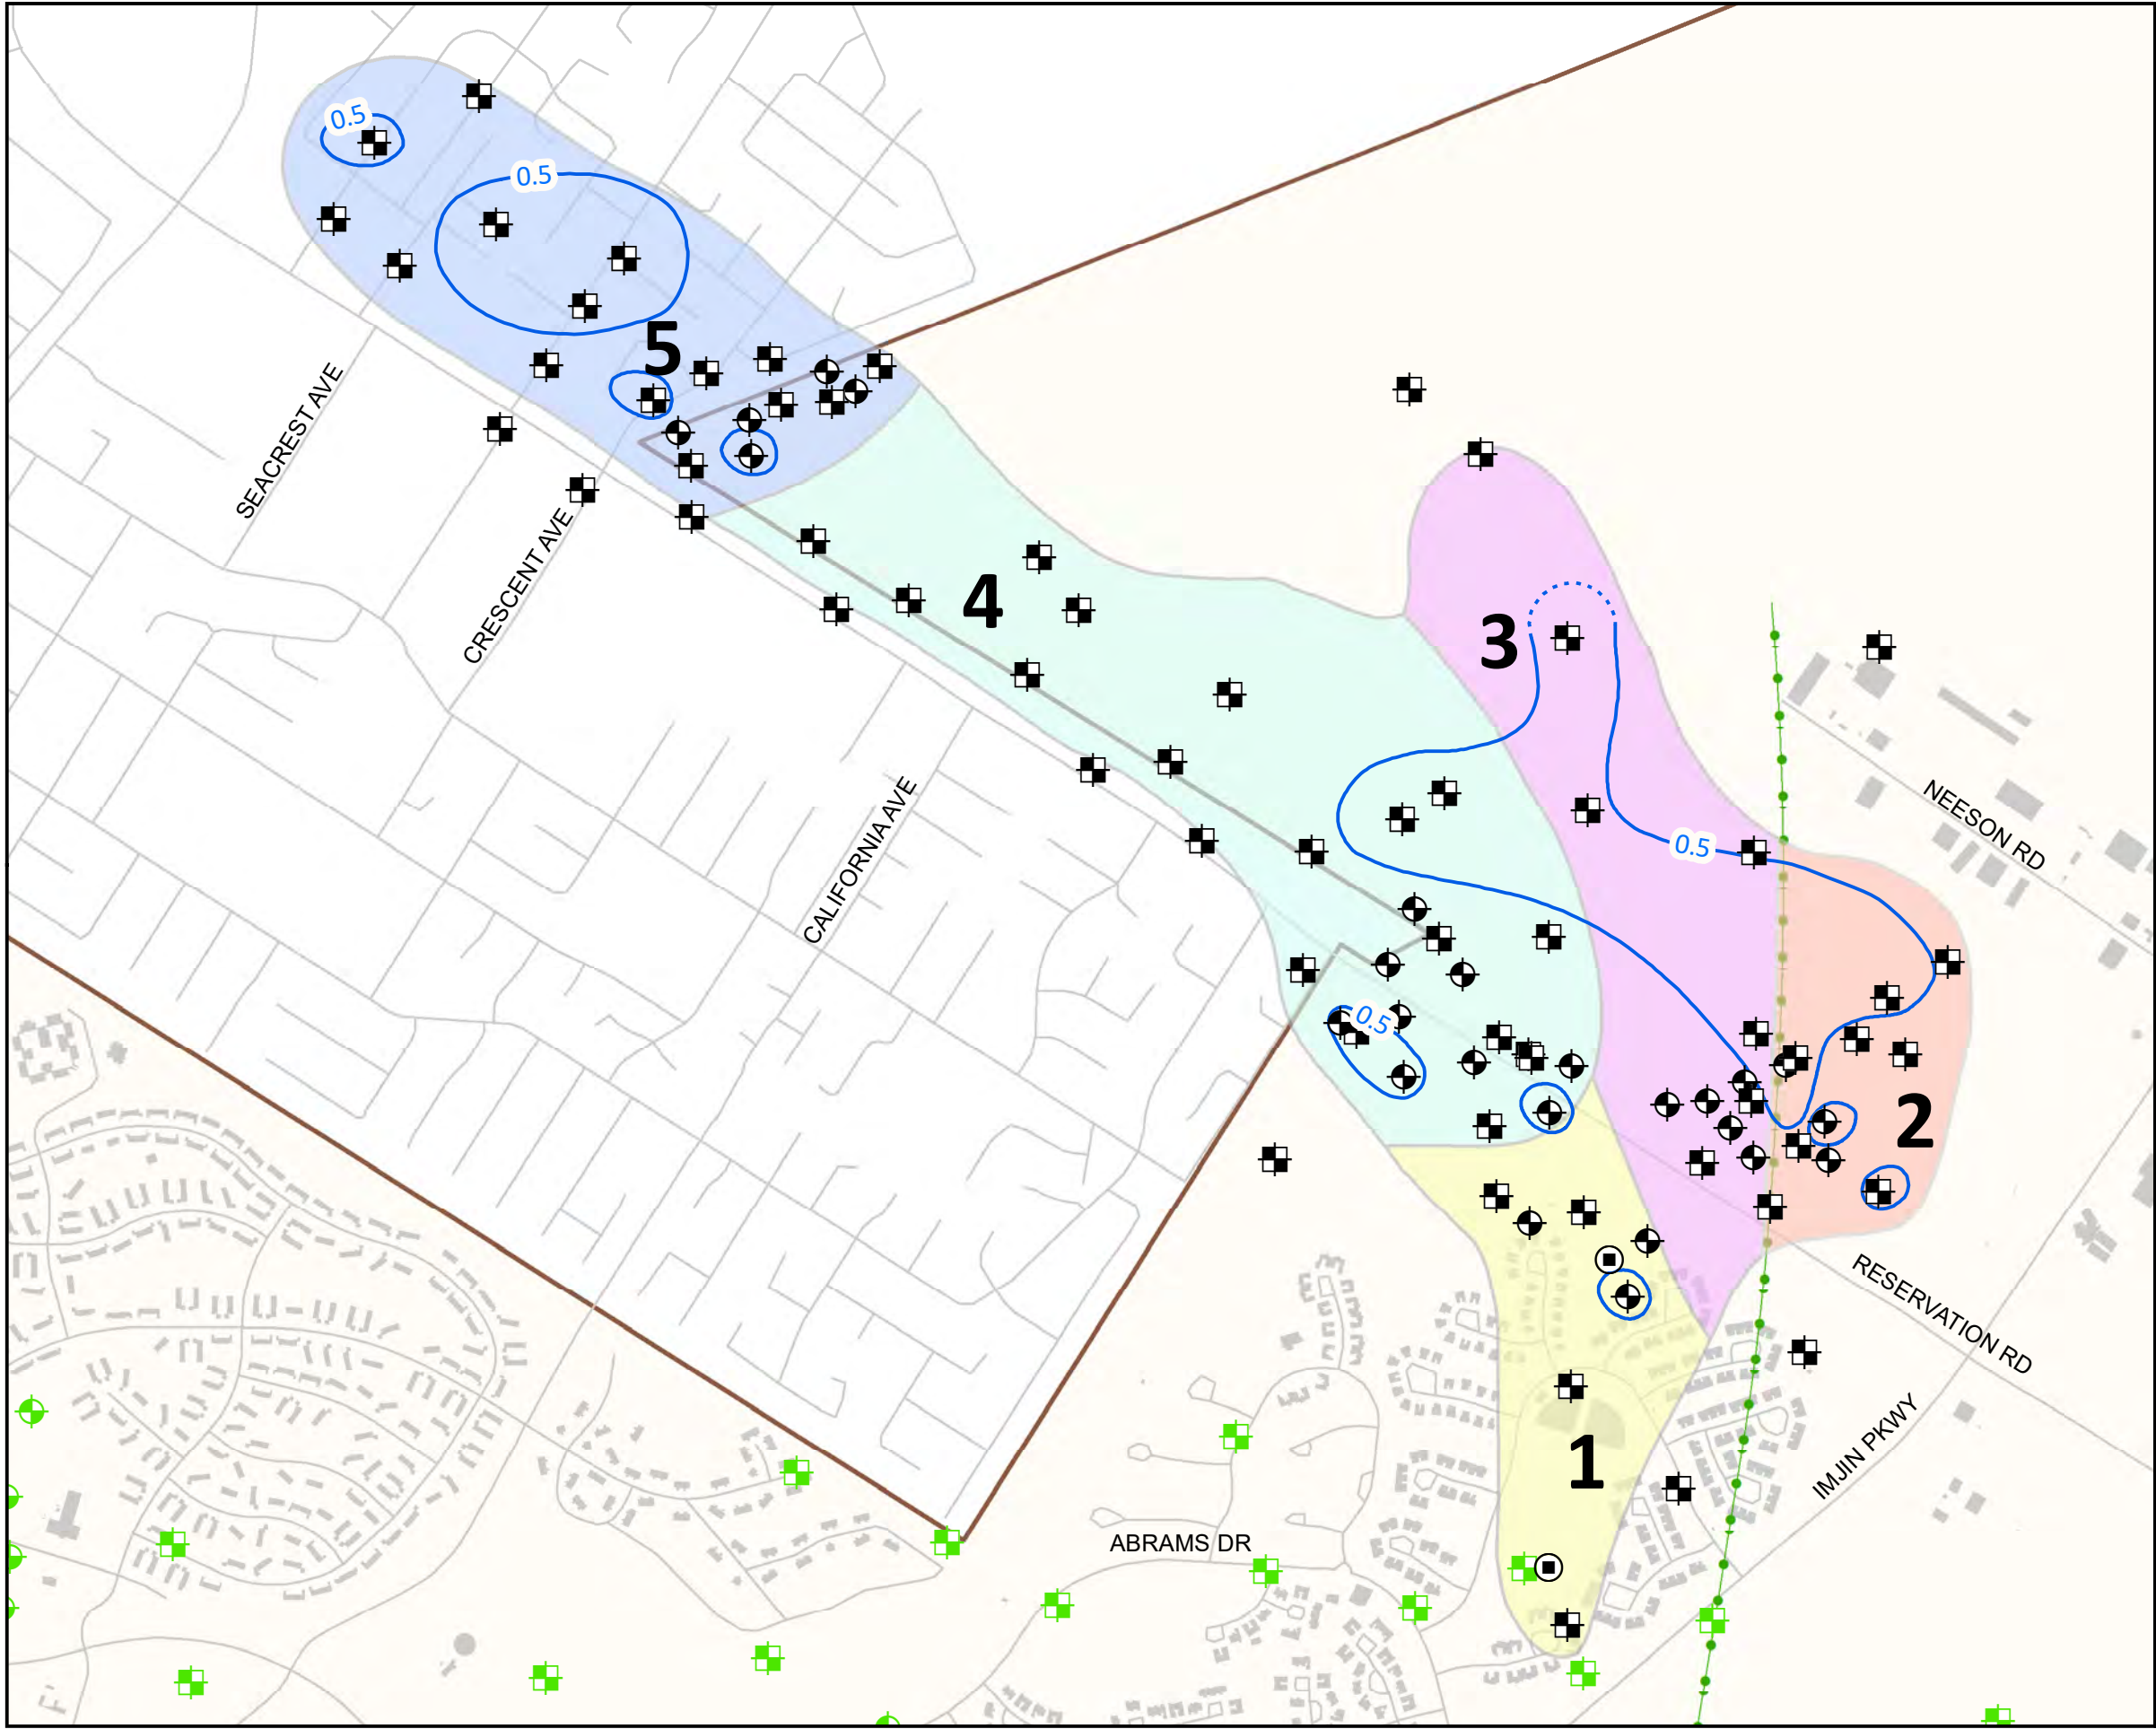 0.5
0.5
5
SEACREST AVE
CRESCENT AVE
4
3
CALIFORNIA AVE
NEESON RD
0.5
0.5
2
RESERVATION RD
1
IMJIN PKWY
ABRAMS DR